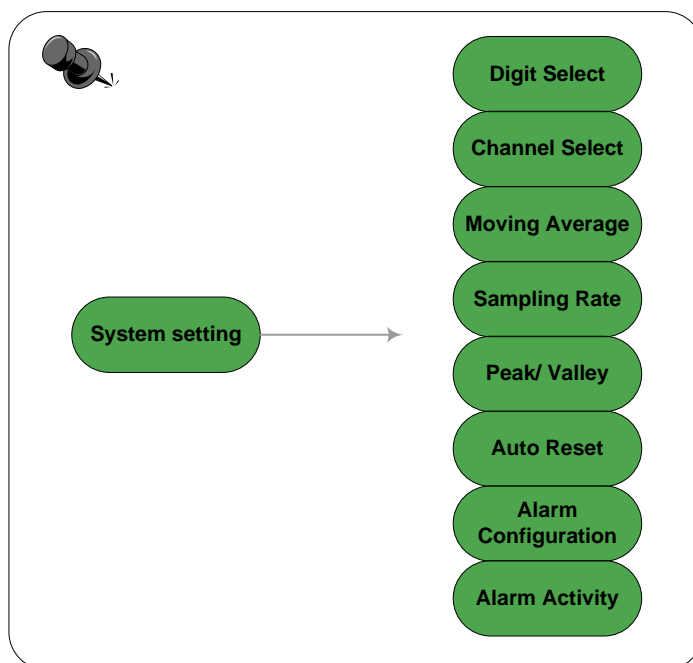 Digit Select
Channel Select
Moving Average
Sampling Rate
System setting
Peak/ Valley
Auto Reset
Alarm
Configuration
Alarm Activity